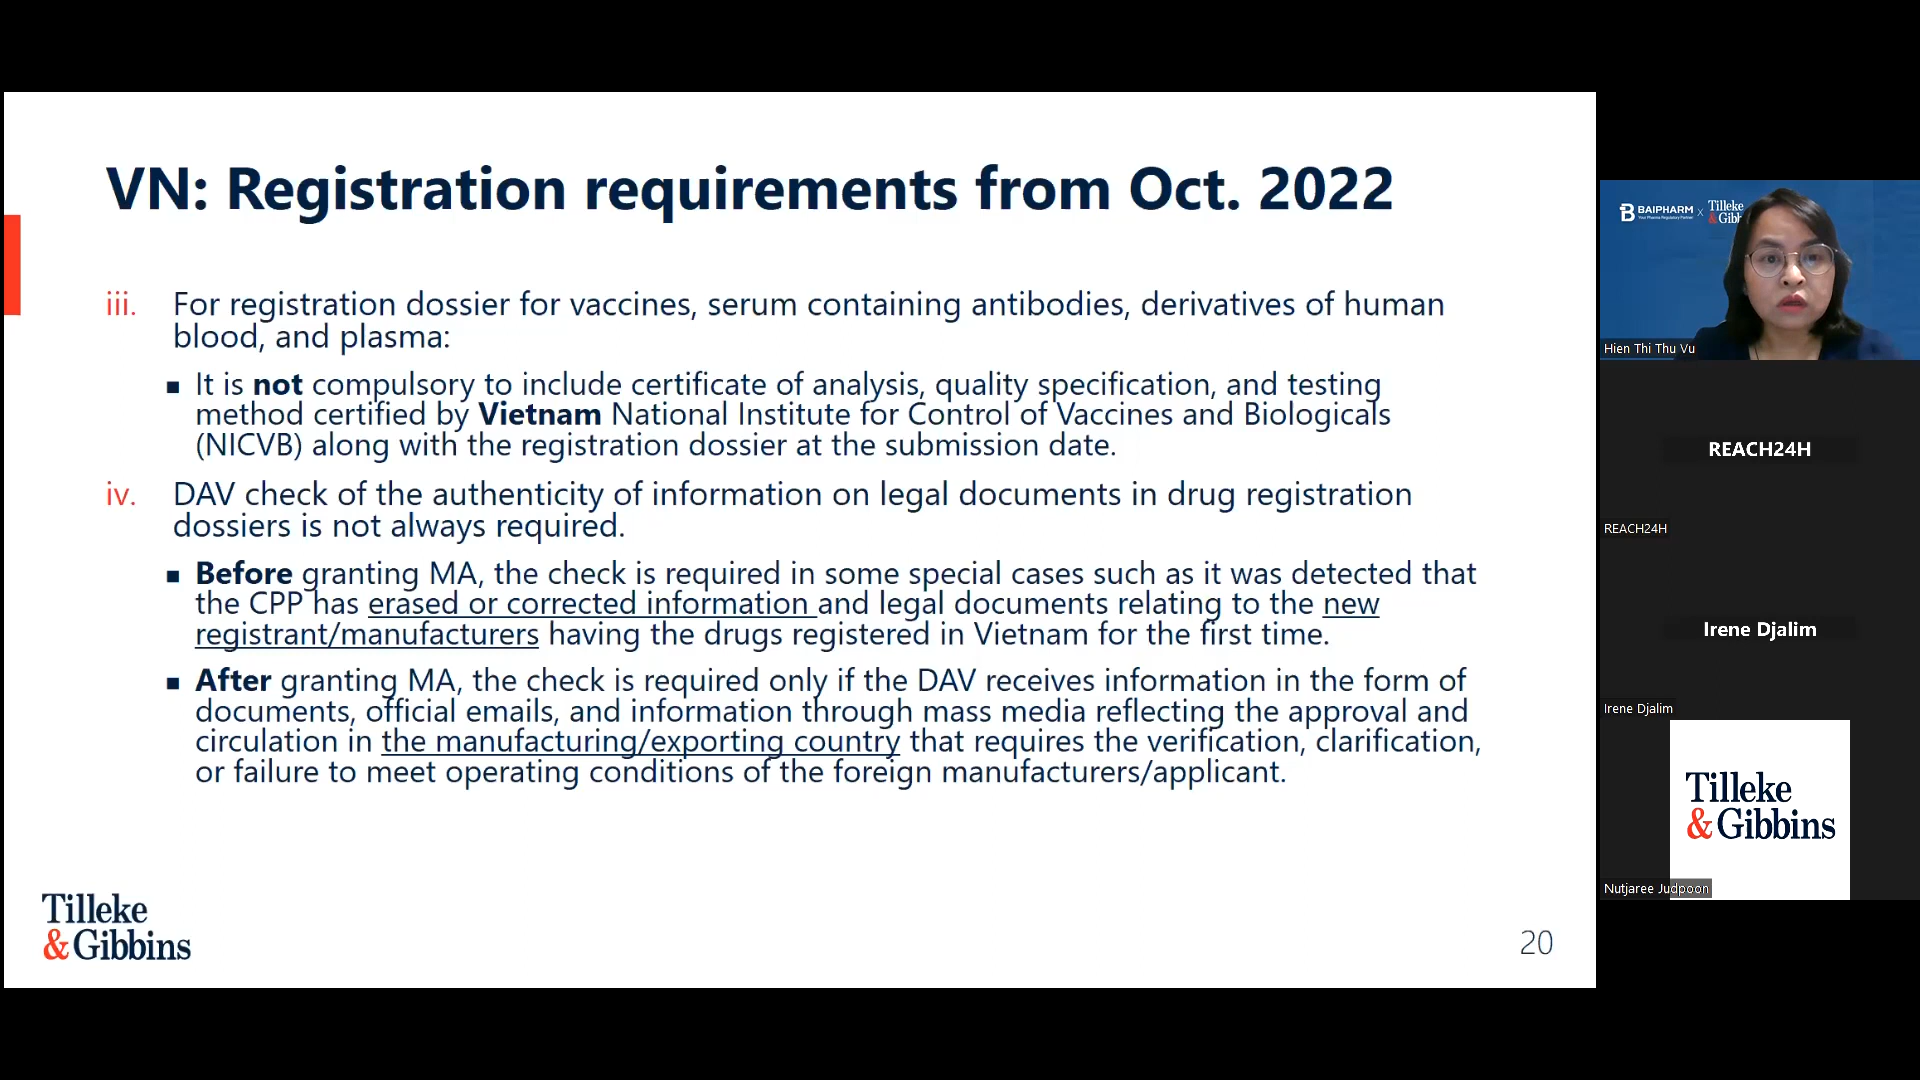 VN: Registration requirements from Oct. 2022
iii. For registration dossier for vaccines, serum containing antibodies, derivatives of human
blood, and plasma:
▪ It is not compulsory to include certificate of analysis, quality specification, and testing
method certified by Vietnam National Institute for Control of Vaccines and Biologicals
(NICVB) along with the registration dossier at the submission date.
iv. DAV check of the authenticity of information on legal documents in drug registration
dossiers is not always required.
▪ Before granting MA, the check is required in some special cases such as it was detected that
the CPP has erased or corrected information and legal documents relating to the new
registrant/manufacturers having the drugs registered in Vietnam for the first time.
▪ After granting MA, the check is required only if the DAV receives information in the form of
documents, official emails, and information through mass media reflecting the approval and
circulation in the manufacturing/exporting country that requires the verification, clarification,
or failure to meet operating conditions of the foreign manufacturers/applicant.
Tilleke
&Gibbins
20
BAIPHARM x Tilleke
Your Pharma Regulatory Partner
&Gibb
Hien Thi Thu Vu
REACH24H
REACH24H
Irene Djalim
Irene Djalim
Tilleke
&Gibbins
Nutjaree Judpoon